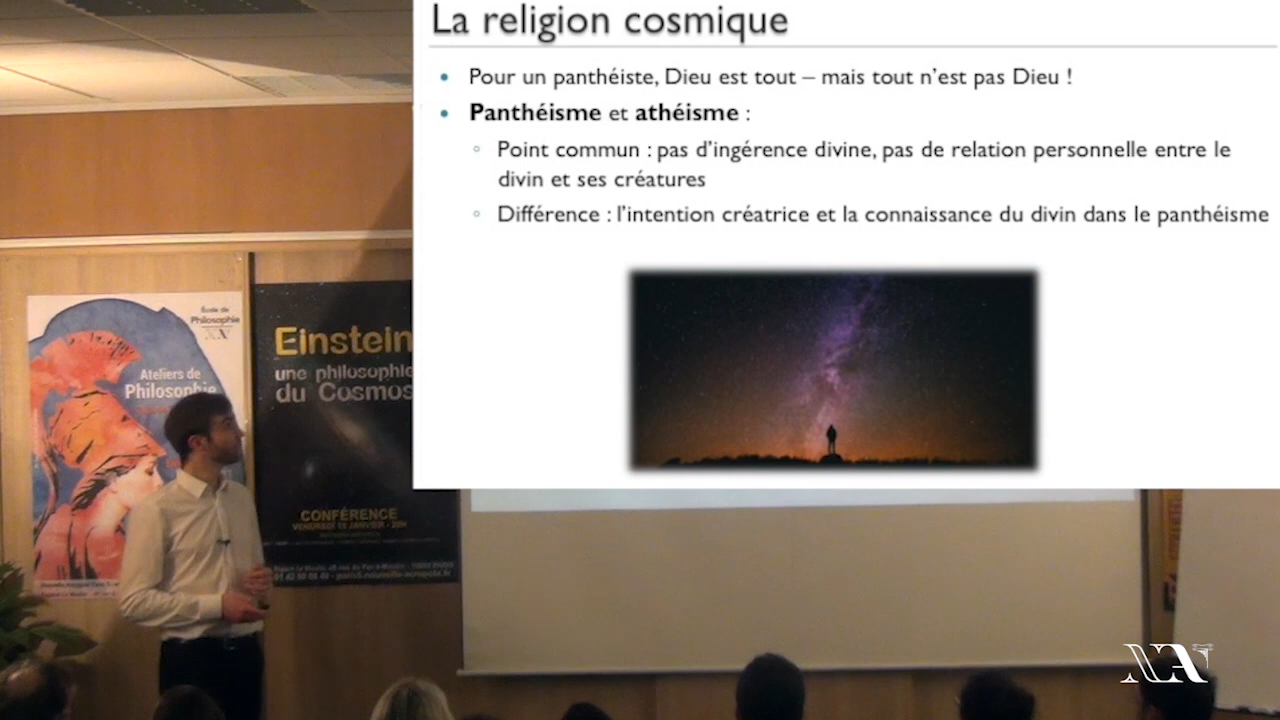 La religion cosmique
• Pour un panthéiste, Dieu est tout – mais tout n'est pas Dieu !
• Panthéisme et athéisme :
◦ Point commun : pas d'ingérence divine, pas de relation personnelle entre le
divin et ses créatures
◦ Différence : l'intention créatrice et la connaissance du divin dans le panthéisme
École de
Philosophie
NA
Ateliers de
Philosophie
Einstein
une philosophie
du Cosmos
CONFÉRENCE
VENDREDI 15 JANVIER - 20H
NA